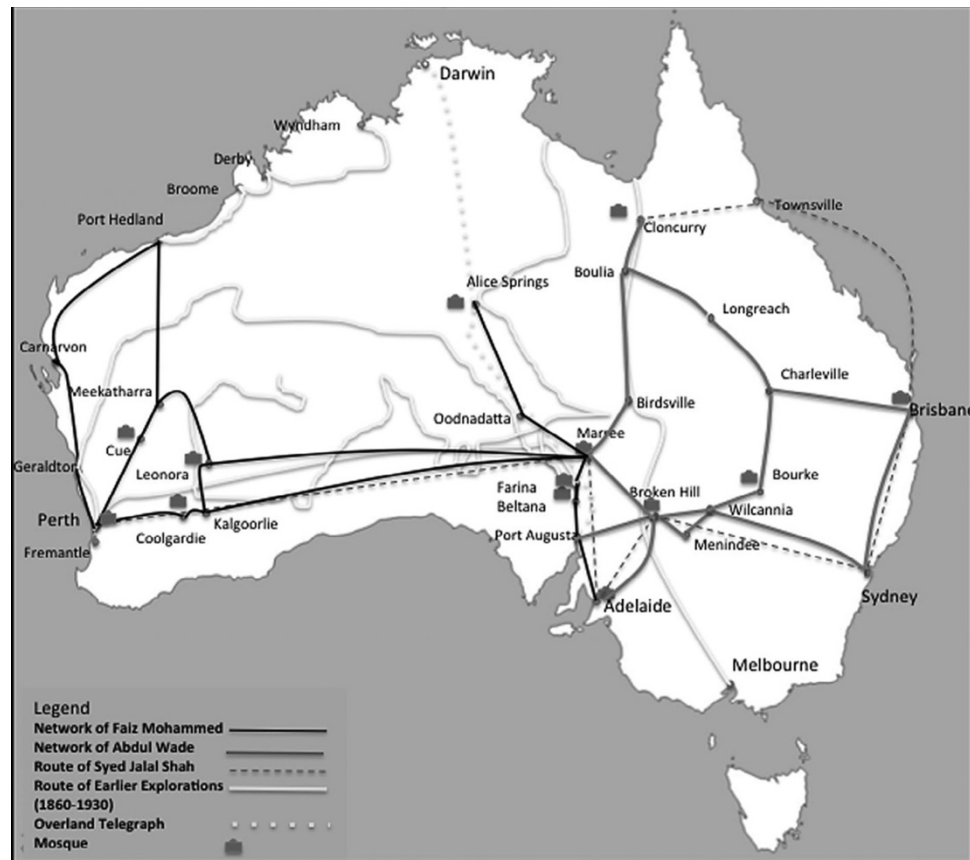 Darwin
Wyndham
Derby
Broome
Port Hedland
Townsville
Cloncurry
Boulia
Alice Springs
Longreach
Carnarvon
Charleville
Meekatharra
Birdsville
Brisbane
Oodnadatta
Marree
Cue
Geraldton
Leonora
Farina
Bourke
Beltana
Broken Hill
Wilcannia
Perth
Kalgoorlie
Coolgardie
Port Augusta
Menindee
Fremantle
Sydney
Adelaide
Melbourne
Legend
Network of Faiz Mohammed
Network of Abdul Wade
Route of Syed Jalal Shah
Route of Earlier Explorations
(1860-1930)
Overland Telegraph
Mosque